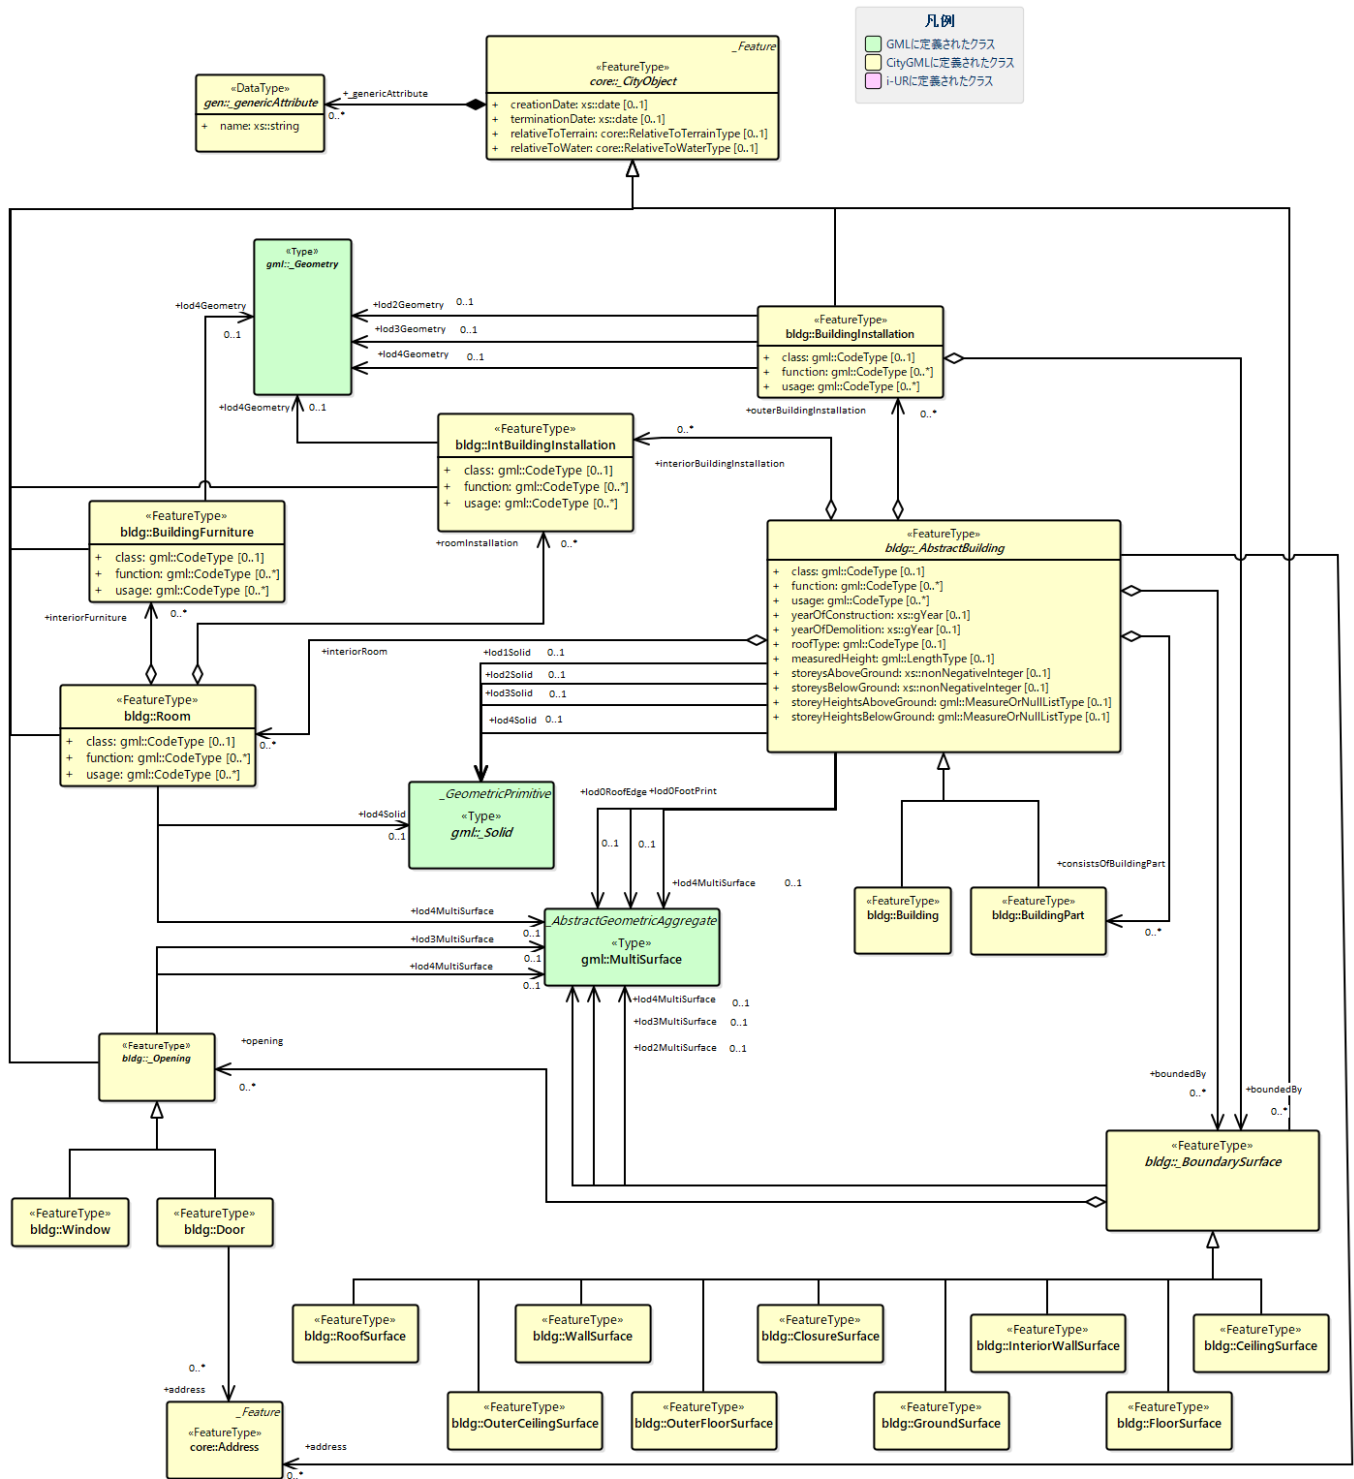 凡例
GMLに定義されたクラス
CityGMLに定義されたクラス
i-URに定義されたクラス
_Feature
«FeatureType»
core::_CityObject
+ creationDate: xs::date [0..1]
+ terminationDate: xs::date [0..1]
+ relativeToTerrain: core::RelativeToTerrainType [0..1]
+ relativeToWater: core::RelativeToWaterType [0..1]
«DataType»
gen::_genericAttribute
+ name: xs::string
+_genericAttribute
0..*
«Type»
gml::_Geometry
+lod4Geometry
0..1
+lod2Geometry 0..1
+lod3Geometry 0..1
+lod4Geometry 0..1
«FeatureType»
bldg::BuildingInstallation
+ class: gml::CodeType [0..1]
+ function: gml::CodeType [0..*]
+ usage: gml::CodeType [0..*]
+lod4Geometry 0..1
+outerBuildingInstallation 0..*
«FeatureType»
bldg::IntBuildingInstallation
+ class: gml::CodeType [0..1]
+ function: gml::CodeType [0..*]
+ usage: gml::CodeType [0..*]
0..*
+interiorBuildingInstallation
+roomInstallation 0..*
«FeatureType»
bldg::BuildingFurniture
+ class: gml::CodeType [0..1]
+ function: gml::CodeType [0..*]
+ usage: gml::CodeType [0..*]
+interiorFurniture 0..*
«FeatureType»
bldg::_AbstractBuilding
+ class: gml::CodeType [0..1]
+ function: gml::CodeType [0..*]
+ usage: gml::CodeType [0..*]
+ yearOfConstruction: xs::gYear [0..1]
+ yearOfDemolition: xs::gYear [0..1]
+ roofType: gml::CodeType [0..1]
+ measuredHeight: gml::LengthType [0..1]
+ storeysAboveGround: xs::nonNegativeInteger [0..1]
+ storeysBelowGround: xs::nonNegativeInteger [0..1]
+ storeyHeightsAboveGround: gml::MeasureOrNullListType [0..1]
+ storeyHeightsBelowGround: gml::MeasureOrNullListType [0..1]
+interiorRoom
0..*
+lod1Solid 0..1
+lod2Solid 0..1
+lod3Solid 0..1
+lod4Solid 0..1
«FeatureType»
bldg::Room
+ class: gml::CodeType [0..1]
+ function: gml::CodeType [0..*]
+ usage: gml::CodeType [0..*]
_GeometricPrimitive
«Type»
gml::_Solid
+lod4Solid
0..1
+lod0RoofEdge +lod0FootPrint
0..1 0..1
+lod4MultiSurface 0..1
+consistsOfBuildingPart
0..*
«FeatureType»
bldg::Building
«FeatureType»
bldg::BuildingPart
_AbstractGeometricAggregate
«Type»
gml::MultiSurface
+lod4MultiSurface
0..1
+lod3MultiSurface
0..1
+lod4MultiSurface
0..1
+lod4MultiSurface 0..1
+lod3MultiSurface 0..1
+lod2MultiSurface 0..1
«FeatureType»
bldg::_Opening
+opening
0..*
+boundedBy
0..*
+boundedBy
0..*
«FeatureType»
bldg::_BoundarySurface
«FeatureType»
bldg::Window
«FeatureType»
bldg::Door
«FeatureType»
bldg::RoofSurface
«FeatureType»
bldg::WallSurface
«FeatureType»
bldg::ClosureSurface
«FeatureType»
bldg::InteriorWallSurface
«FeatureType»
bldg::CeilingSurface
«FeatureType»
bldg::OuterCeilingSurface
«FeatureType»
bldg::OuterFloorSurface
«FeatureType»
bldg::GroundSurface
«FeatureType»
bldg::FloorSurface
0..*
+address
_Feature
«FeatureType»
core::Address
+address
0..*